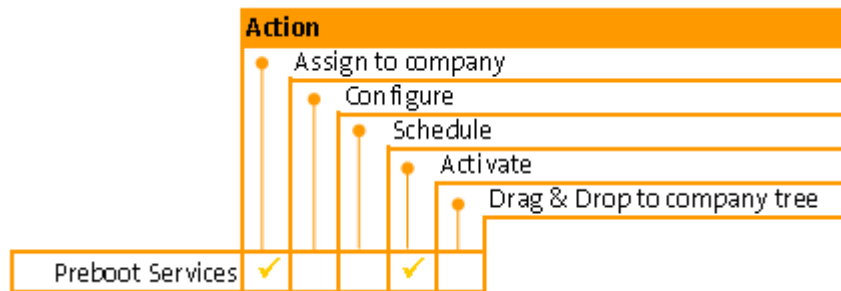 Action
Assign to company
Configure
Schedule
Activate
Drag & Drop to company tree
Preboot Services ✓ ✓